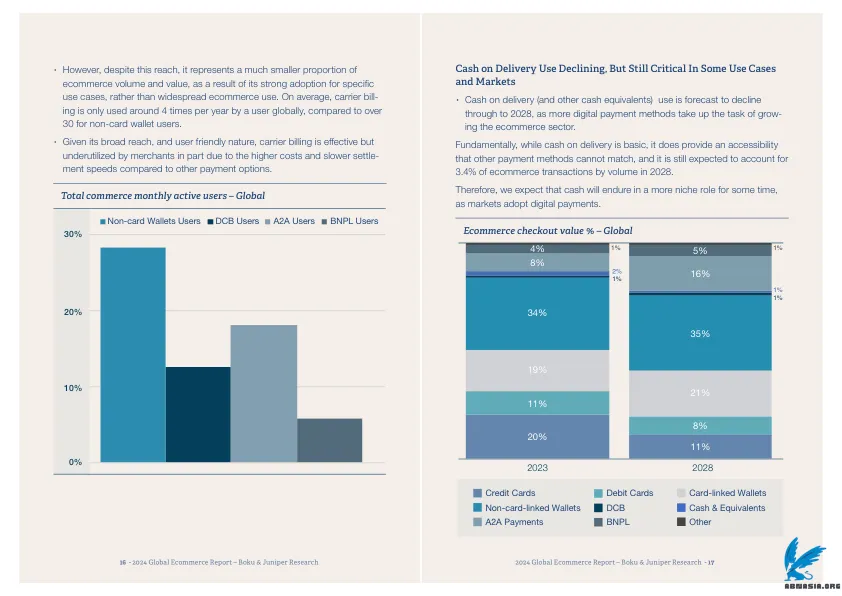 · However, despite this reach, it represents a much smaller proportion of
ecommerce volume and value, as a result of its strong adoption for specific
use cases, rather than widespread ecommerce use. On average, carrier bill-
ing is only used around 4 times per year by a user globally, compared to over
30 for non-card wallet users.
· Given its broad reach, and user friendly nature, carrier billing is effective but
underutilized by merchants in part due to the higher costs and slower settle-
ment speeds compared to other payment options.
Total commerce monthly active users – Global
Non-card Wallets Users DCB Users A2A Users BNPL Users
30%
20%
10%
0%
16 - 2024 Global Ecommerce Report – Boku & Juniper Research
Cash on Delivery Use Declining, But Still Critical In Some Use Cases
and Markets
· Cash on delivery (and other cash equivalents) use is forecast to decline
through to 2028, as more digital payment methods take up the task of grow-
ing the ecommerce sector.
Fundamentally, while cash on delivery is basic, it does provide an accessibility
that other payment methods cannot match, and it is still expected to account for
3.4% of ecommerce transactions by volume in 2028.
Therefore, we expect that cash will endure in a more niche role for some time,
as markets adopt digital payments.
Ecommerce checkout value % – Global
4% 1%
8%
2%
1%
34%
19%
11%
20%
2023
5% 1%
16%
1%
1%
35%
21%
8%
11%
2028
Credit Cards Debit Cards Card-linked Wallets
Non-card-linked Wallets DCB Cash & Equivalents
A2A Payments BNPL Other
2024 Global Ecommerce Report – Boku & Juniper Research - 17
ABMASIA.ORG